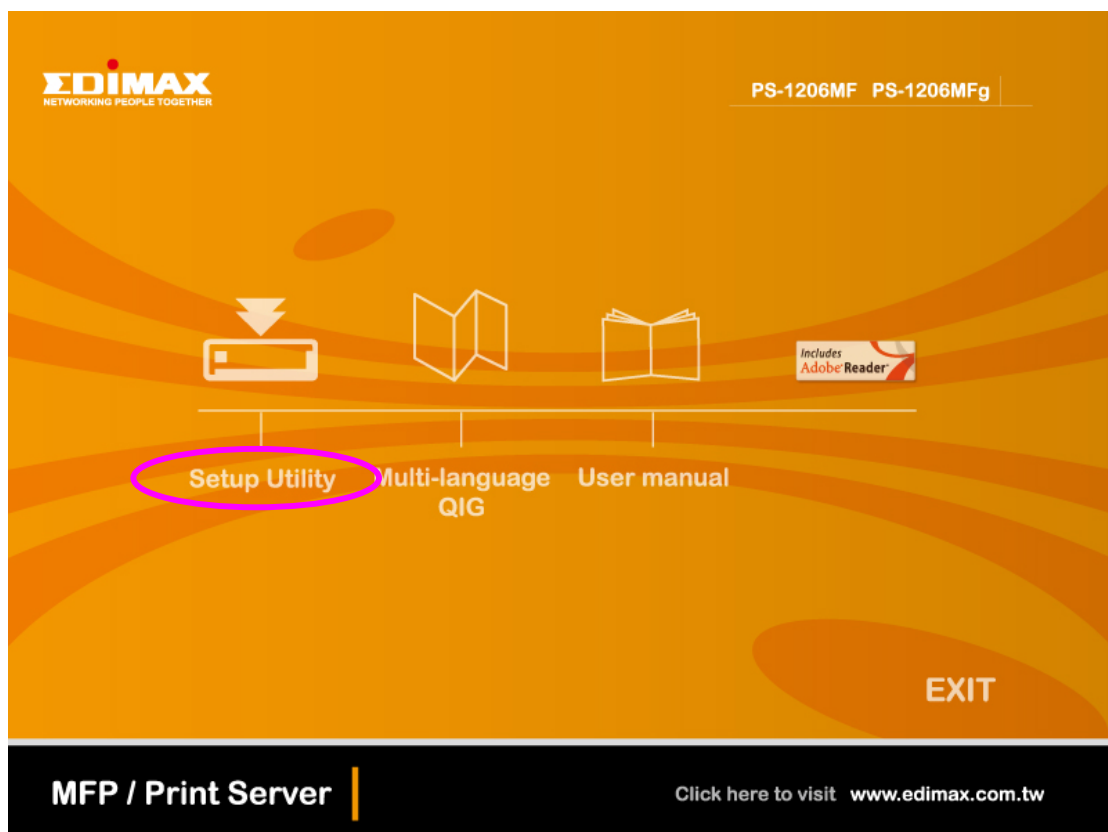 EDiMAX
NETWORKING PEOPLE TOGETHER
PS-1206MF PS-1206MFg
Includes
Adobe® Reader®
Setup Utility
Multi-language
QIG
User manual
EXIT
MFP / Print Server
Click here to visit www.edimax.com.tw